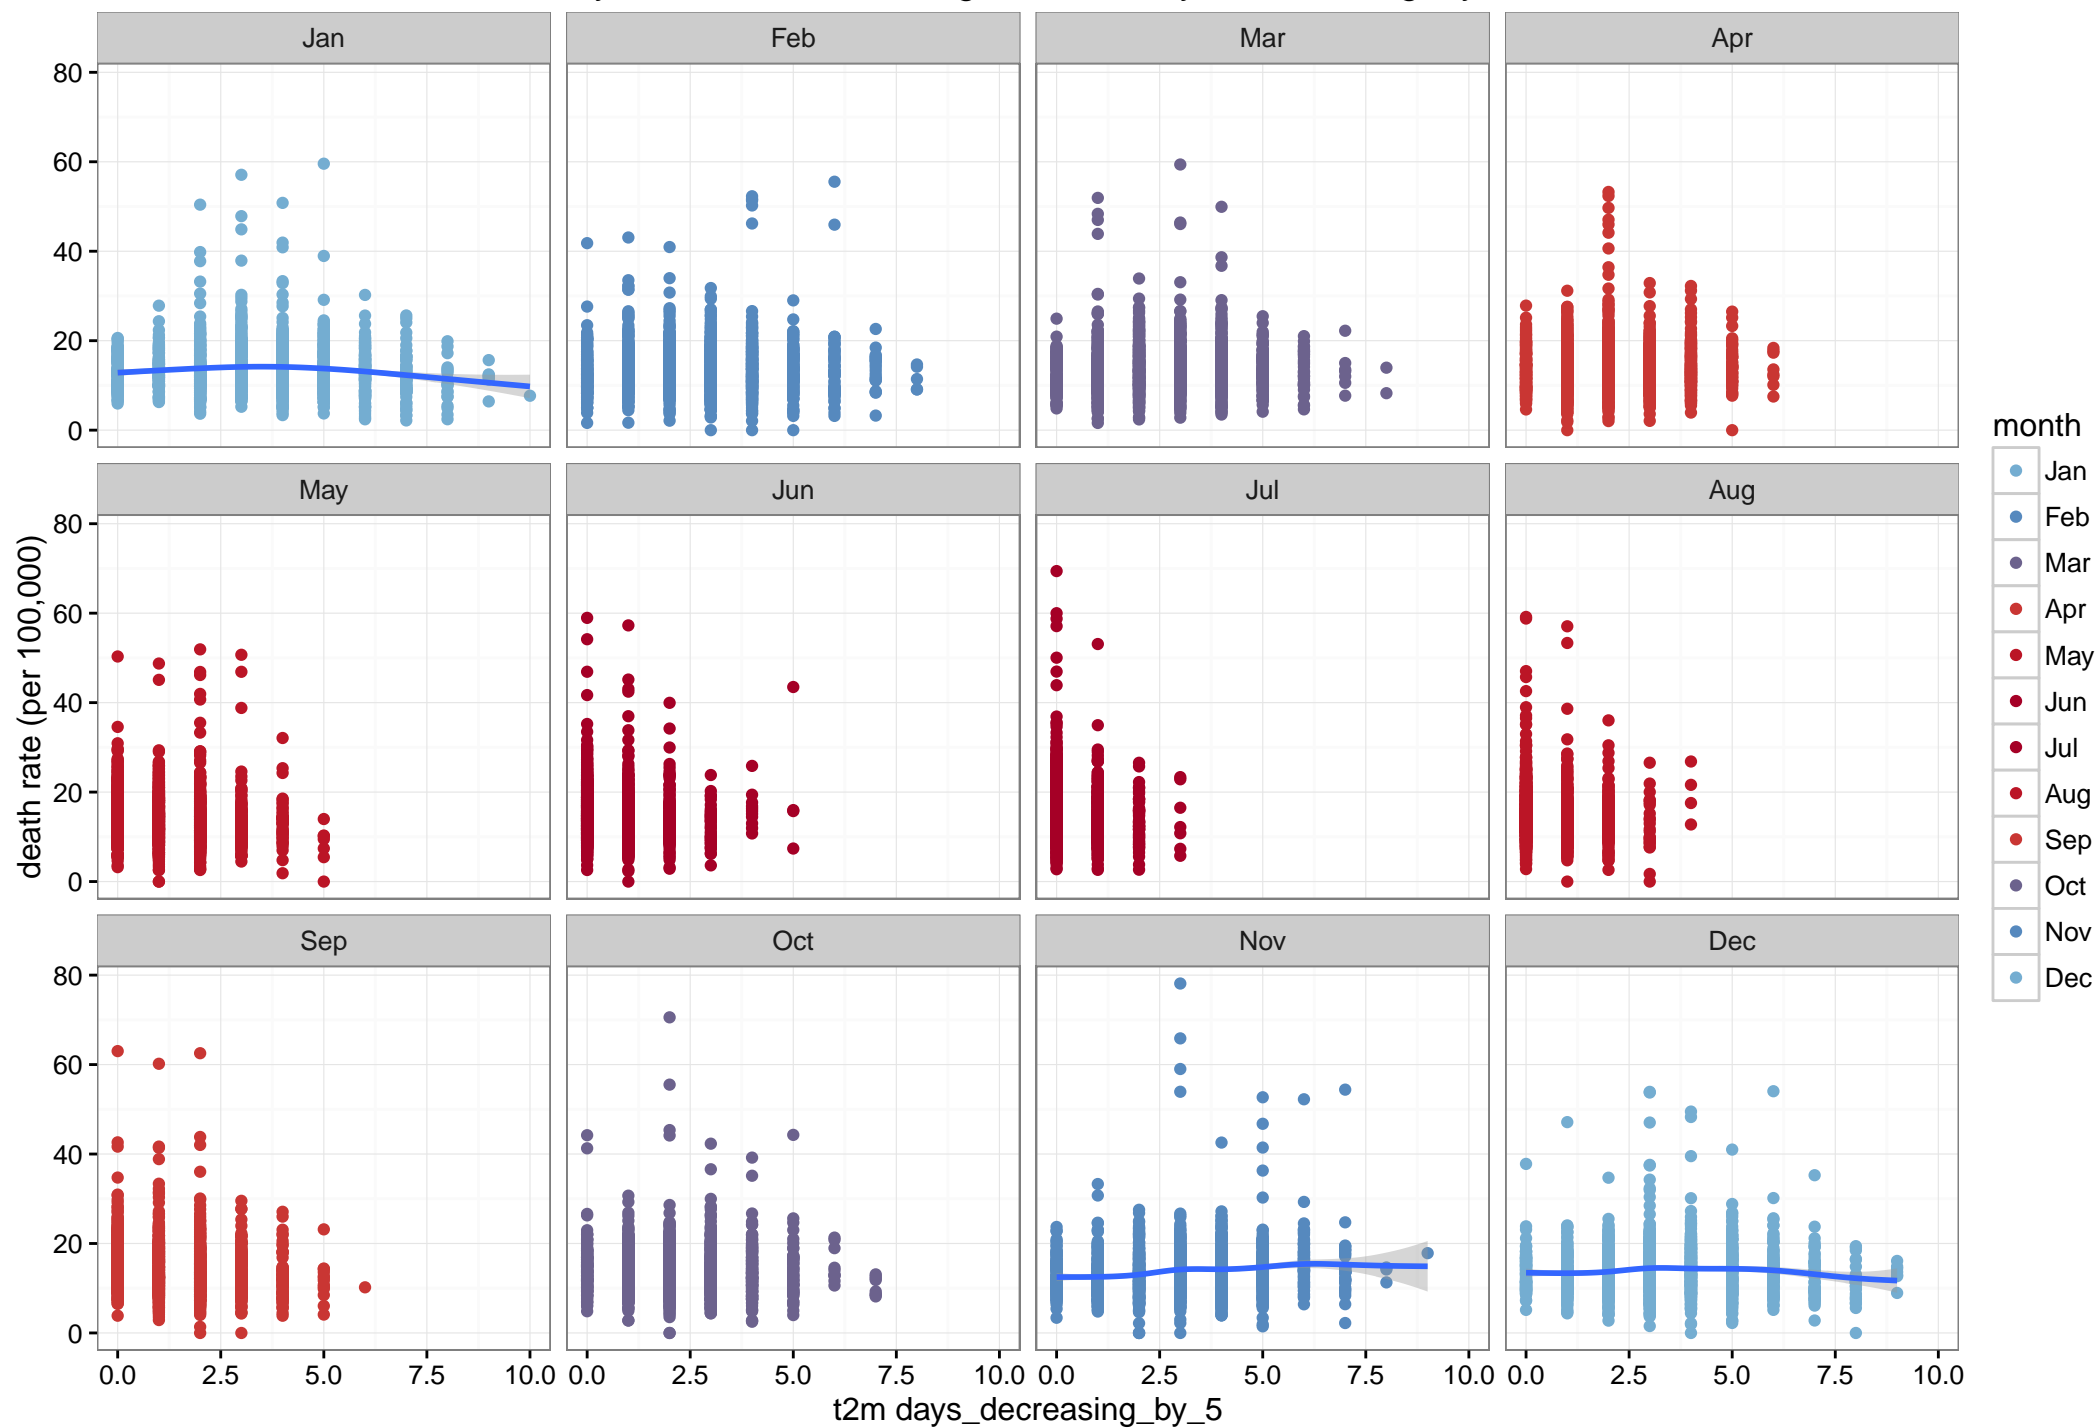 Jan Feb Mar Apr
80
60
40
20
0
May Jun Jul Aug
80
60
40
20
0
Sep Oct Nov Dec
80
60
40
20
0
0.0 2.5 5.0 7.5 10.0 0.0 2.5 5.0 7.5 10.0 0.0 2.5 5.0 7.5 10.0 0.0 2.5 5.0 7.5 10.0
t2m days_decreasing_by_5
death rate (per 100,000)
month
Jan
Feb
Mar
Apr
May
Jun
Jul
Aug
Sep
Oct
Nov
Dec